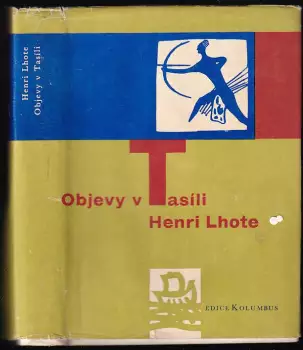 Henri Lhote
Objevy v Tasíli
Objevy v Tasíli
Henri Lhote
EDICE KOLUMBUS